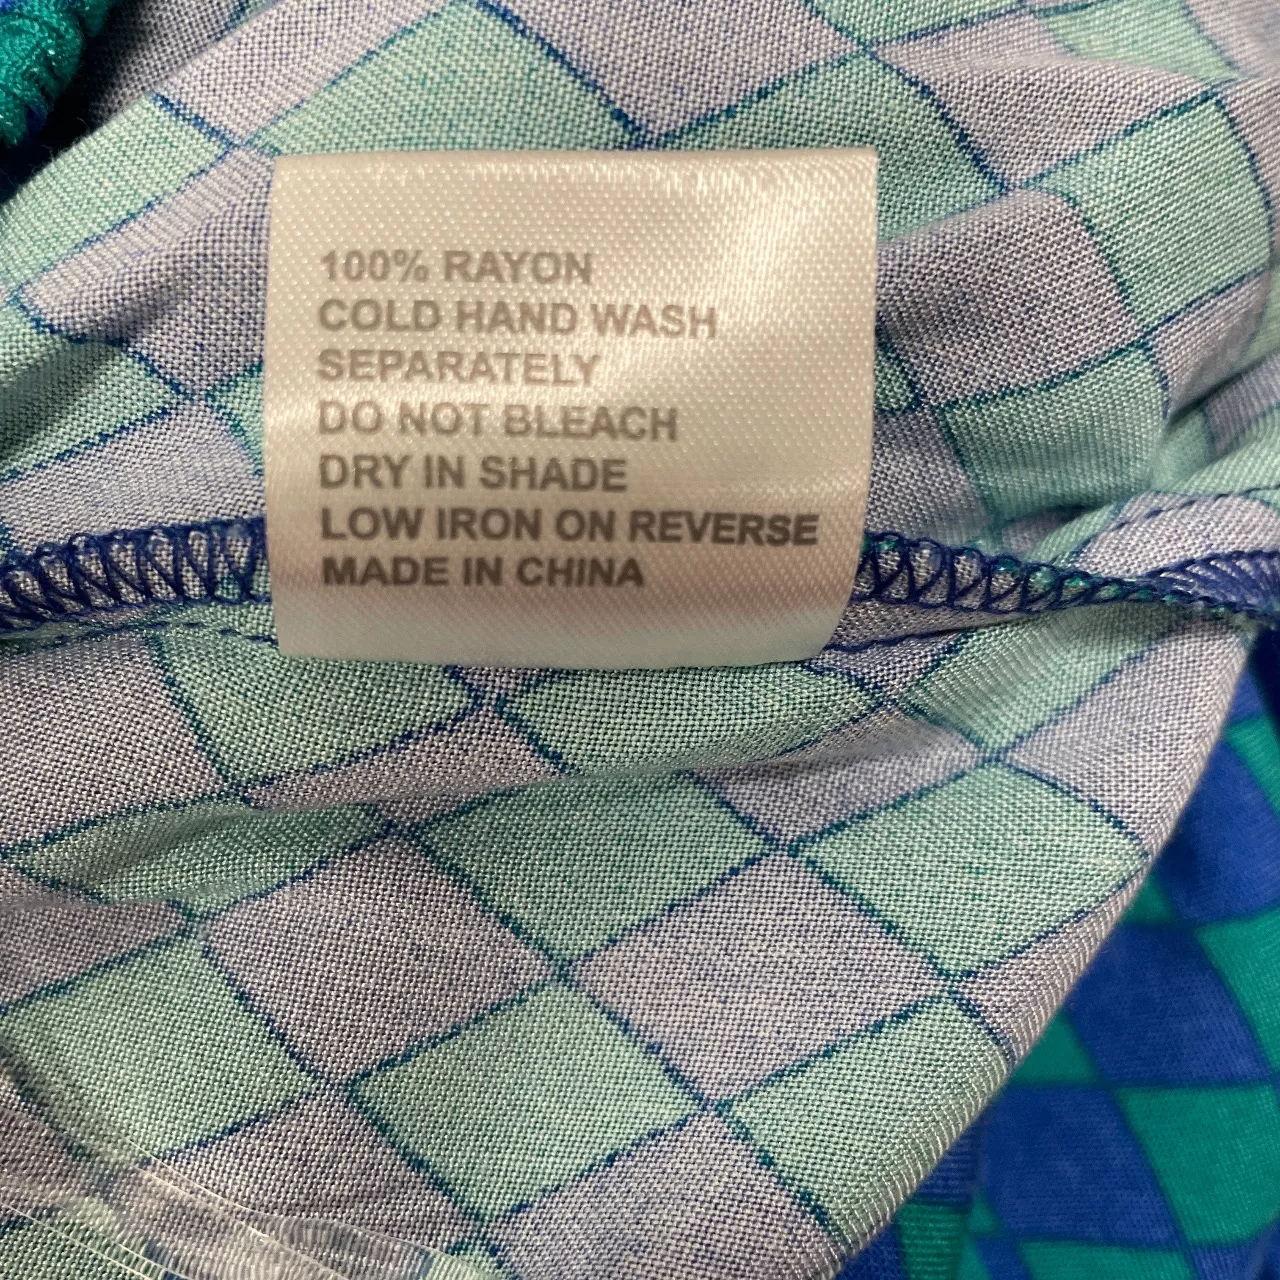 100% RAYON
COLD HAND WASH
SEPARATELY
DO NOT BLEACH
DRY IN SHADE
LOW IRON ON REVERSE
MADE IN CHINA